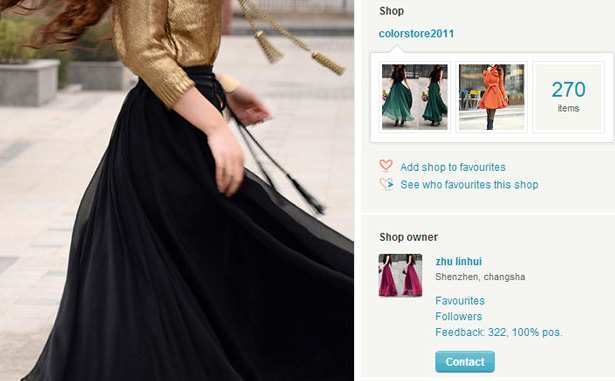 Shop
colorstore2011
270
items
Add shop to favourites
See who favourites this shop
Shop owner
zhu linhui
Shenzhen, changsha
Favourites
Followers
Feedback: 322, 100% pos.
Contact